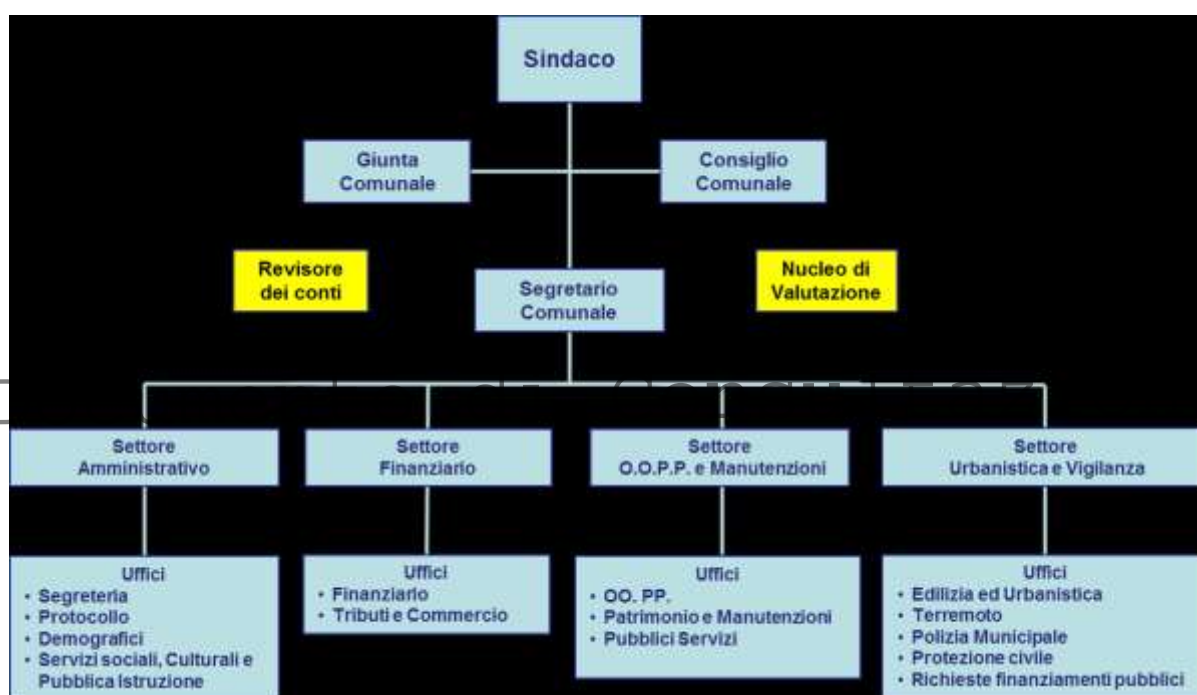 Sindaco
Giunta
Comunale
Consiglio
Comunale
Revisore
dei conti
Nucleo di
Valutazione
Segretario
Comunale
Settore
Amministrativo
Settore
Finanziario
Settore
O.O.P.P. e Manutenzioni
Settore
Urbanistica e Vigilanza
Uffici
• Segreteria
• Protocollo
• Demografici
• Servizi sociali, Culturali e
Pubblica Istruzione
Uffici
• Finanziario
• Tributi e Commercio
Uffici
• OO. PP.
• Patrimonio e Manutenzioni
• Pubblici Servizi
Uffici
• Edilizia ed Urbanistica
• Terremoto
• Polizia Municipale
• Protezione civile
• Richieste finanziamenti pubblici